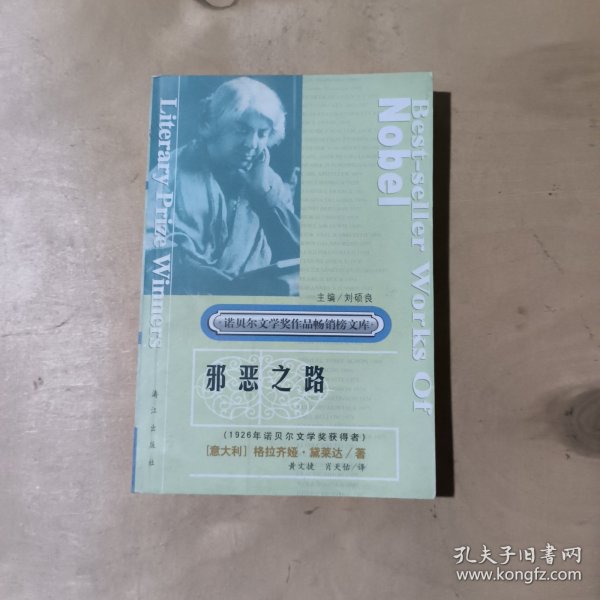 Best-seller Works Of
Nobel
Literary Prize Winners
主编/刘硕良
·诺贝尔文学奖作品畅销榜文库·
邪恶之路
(1926年诺贝尔文学奖获得者)
[意大利] 格拉齐娅·黛莱达/著
黄文捷 肖天佑/译
漓江出版社
孔夫子旧书网
www.kongfz.com